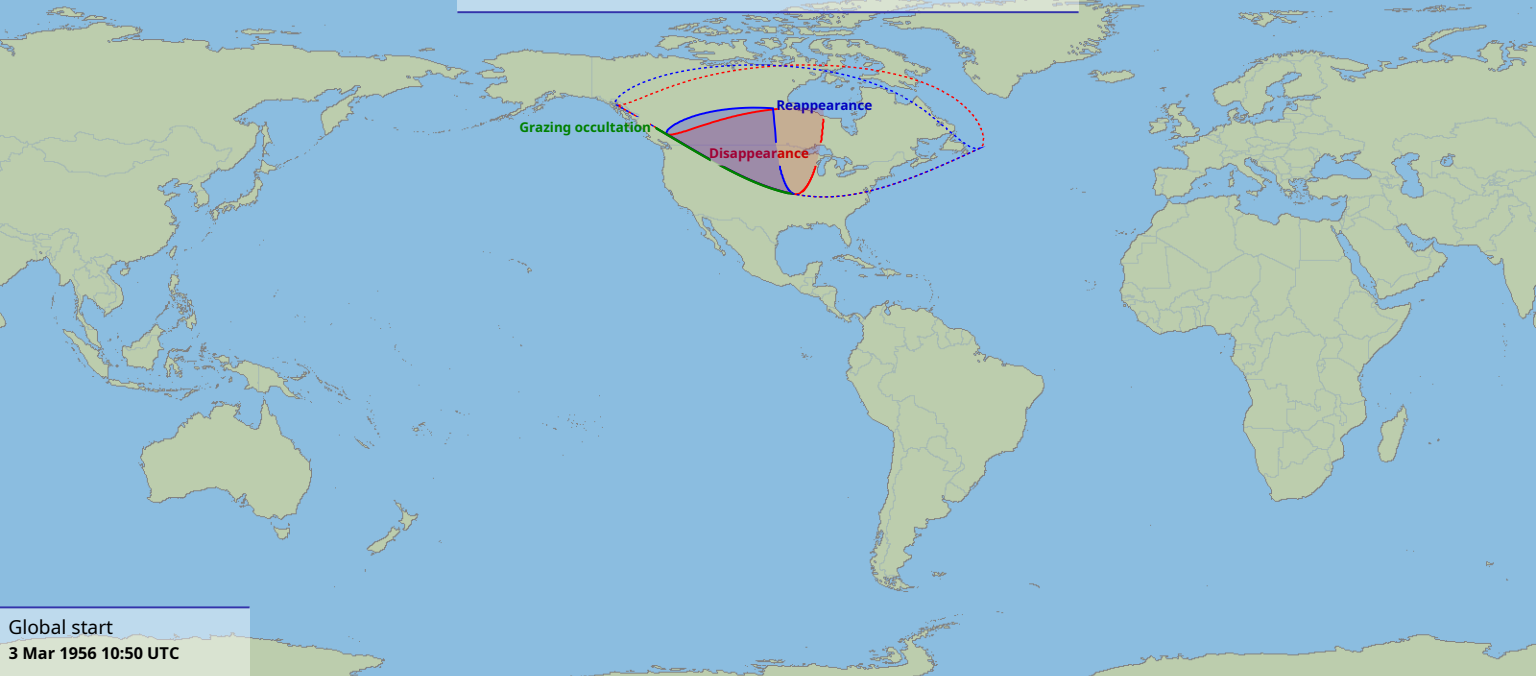 Reappearance
Grazing occultation
Disappearance
Global start
3 Mar 1956 10:50 UTC